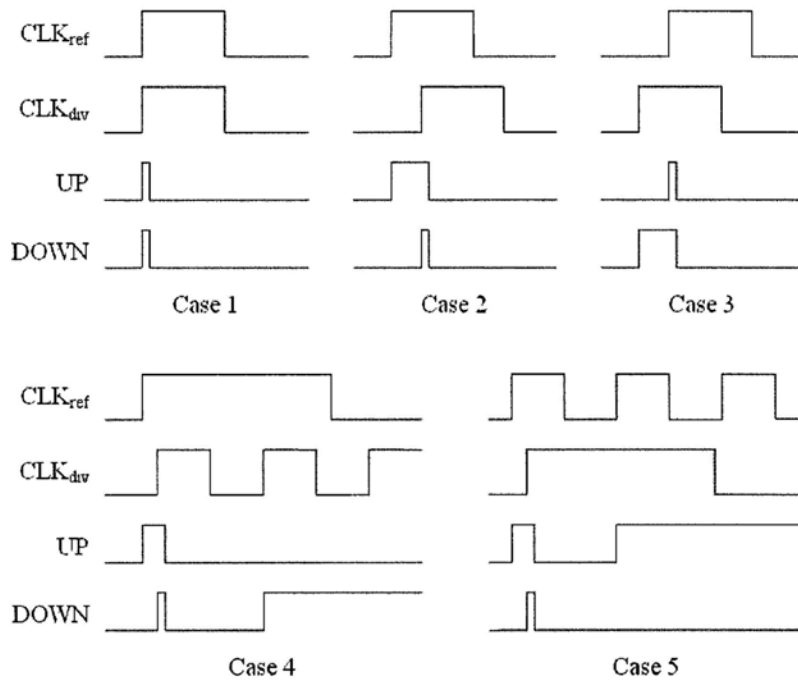 CLKref
CLKdiv
UP
DOWN
Case 1
Case 2
Case 3
CLKref
CLKdiv
UP
DOWN
Case 4
Case 5